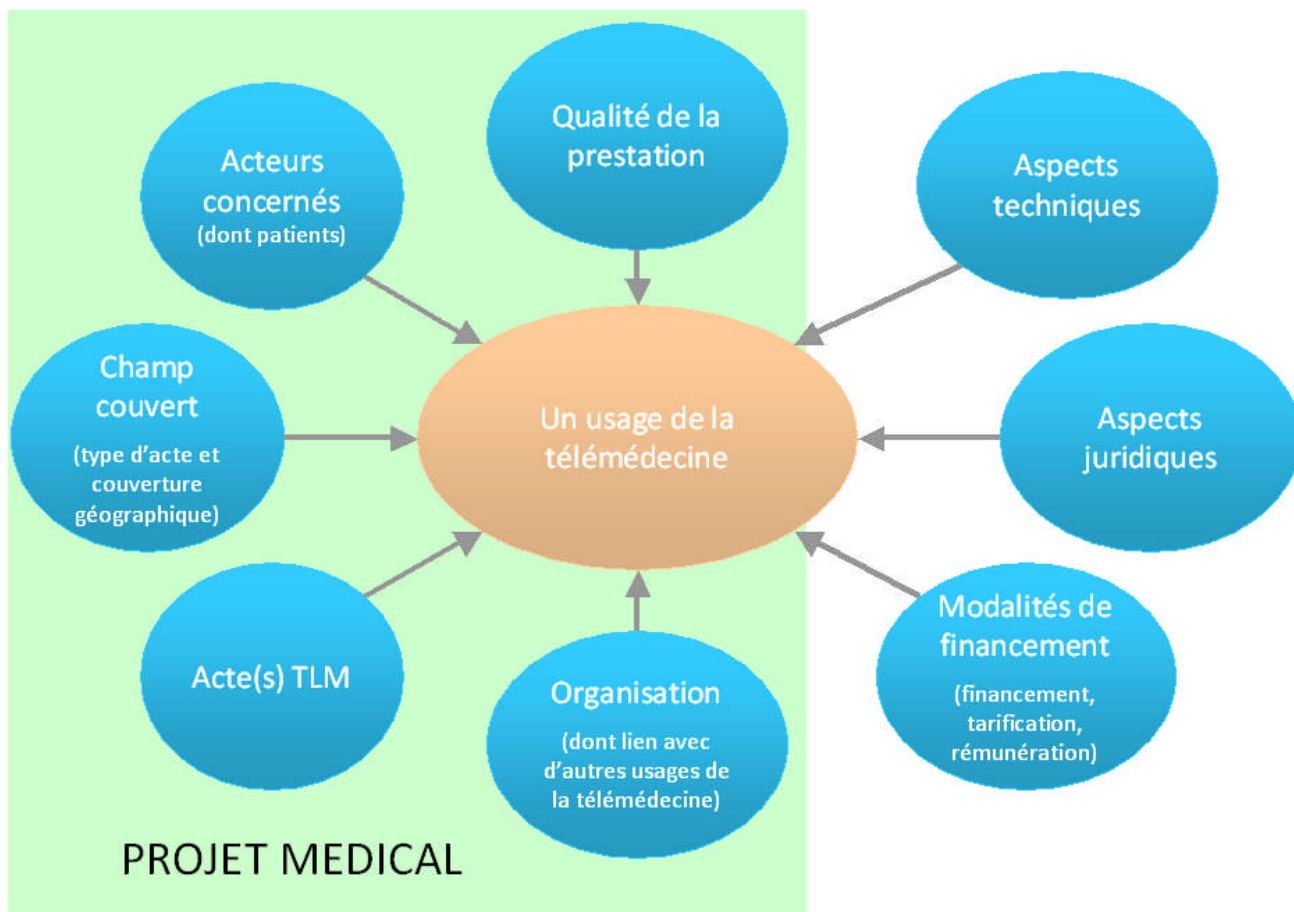 Qualité de la
prestation
Acteurs
concernés
(dont patients)
Aspects
techniques
Champ
couvert
(type d’acte et
couverture
géographique)
Un usage de la
télémédecine
Aspects
juridiques
Acte(s) TLM
Organisation
(dont lien avec
d’autres usages de
la télémédecine)
Modalités de
financement
(financement,
tarification,
rémunération)
PROJET MEDICAL